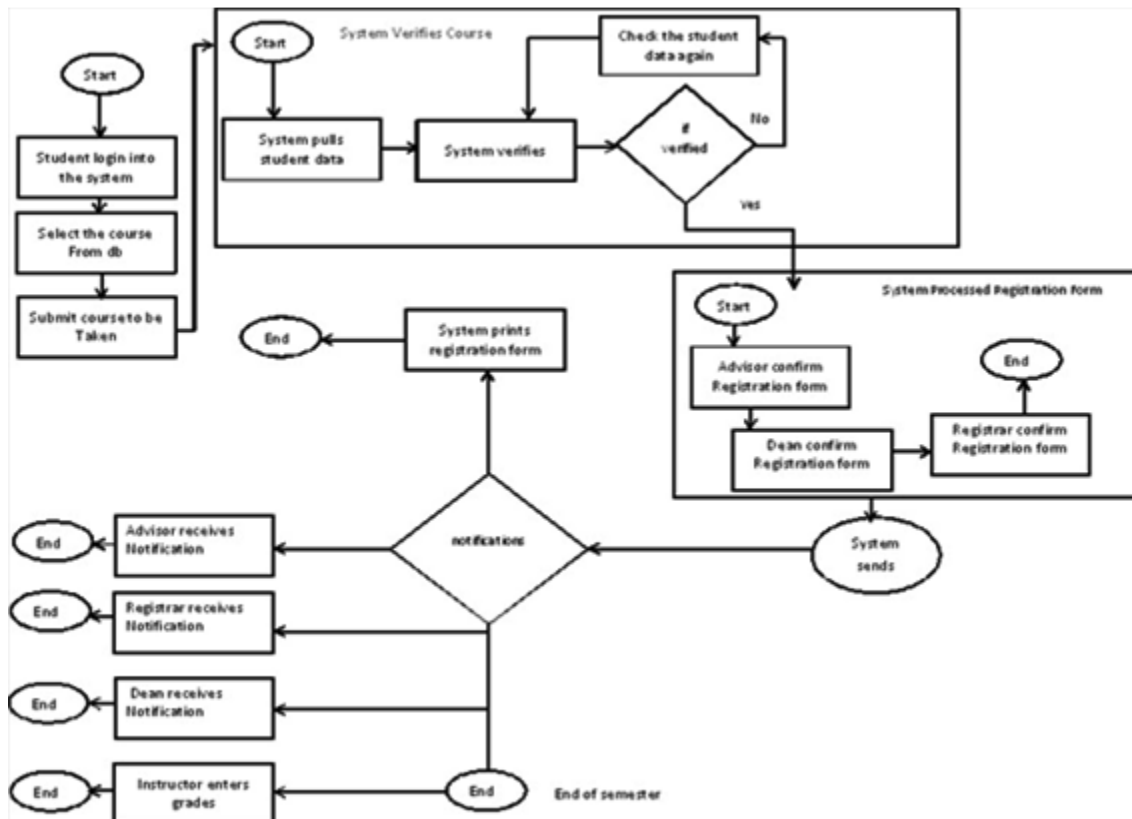 Start
Student login into
the system
Select the course
From db
Submit course to be
Taken
System Verifies Course
Start
System pulls
student data
System verifies
Check the student
data again
if
verified
No
yes
System Processed Registration Form
Start
Advisor confirm
Registration form
Dean confirm
Registration form
Registrar confirm
Registration form
End
System
sends
notifications
System prints
registration form
End
Advisor receives
Notification
End
Registrar receives
Notification
End
Dean receives
Notification
End
Instructor enters
grades
End
End
End of semester